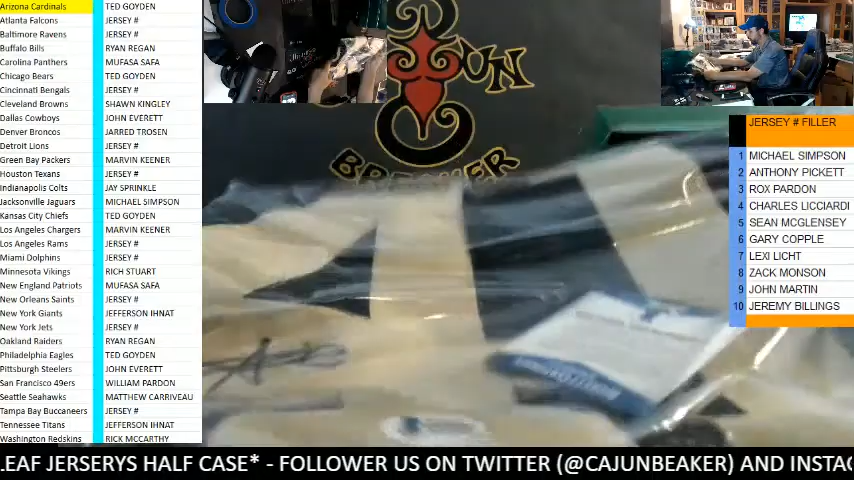 Arizona Cardinals TED GOYDEN
Atlanta Falcons JERSEY #
Baltimore Ravens JERSEY #
Buffalo Bills RYAN REGAN
Carolina Panthers MUFASA SAFA
Chicago Bears TED GOYDEN
Cincinnati Bengals JERSEY #
Cleveland Browns SHAWN KINGLEY
Dallas Cowboys JOHN EVERETT
Denver Broncos JARRED TROSEN
Detroit Lions JERSEY #
Green Bay Packers MARVIN KEENER
Houston Texans JERSEY #
Indianapolis Colts JAY SPRINKLE
Jacksonville Jaguars MICHAEL SIMPSON
Kansas City Chiefs TED GOYDEN
Los Angeles Chargers MARVIN KEENER
Los Angeles Rams JERSEY #
Miami Dolphins JERSEY #
Minnesota Vikings RICH STUART
New England Patriots MUFASA SAFA
New Orleans Saints JERSEY #
New York Giants JEFFERSON IHNAT
New York Jets JERSEY #
Oakland Raiders RYAN REGAN
Philadelphia Eagles TED GOYDEN
Pittsburgh Steelers JOHN EVERETT
San Francisco 49ers WILLIAM PARDON
Seattle Seahawks MATTHEW CARRIVEAU
Tampa Bay Buccaneers JERSEY #
Tennessee Titans JEFFERSON IHNAT
Washington Redskins RICK MCCARTHY
JUN
BREAKER
JERSEY # FILLER
1 MICHAEL SIMPSON
2 ANTHONY PICKETT
3 ROX PARDON
4 CHARLES LICCIARDI
5 SEAN MCGLENSEY
6 GARY COPPLE
7 LEXI LICHT
8 ZACK MONSON
9 JOHN MARTIN
10 JEREMY BILLINGS
LEAF JERSERYS HALF CASE* - FOLLOWER US ON TWITTER (@CAJUNBEAKER) AND INSTAG